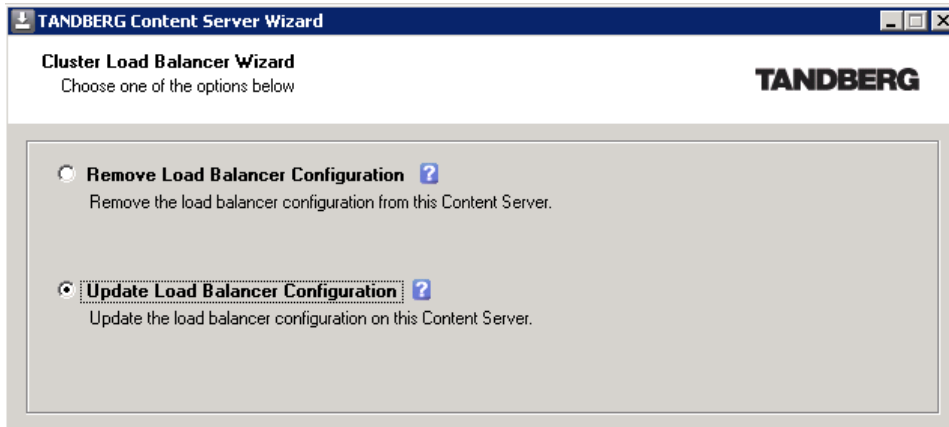 TANDBERG Content Server Wizard
Cluster Load Balancer Wizard
Choose one of the options below
TANDBERG
Remove Load Balancer Configuration ?
Remove the load balancer configuration from this Content Server.
Update Load Balancer Configuration ?
Update the load balancer configuration on this Content Server.